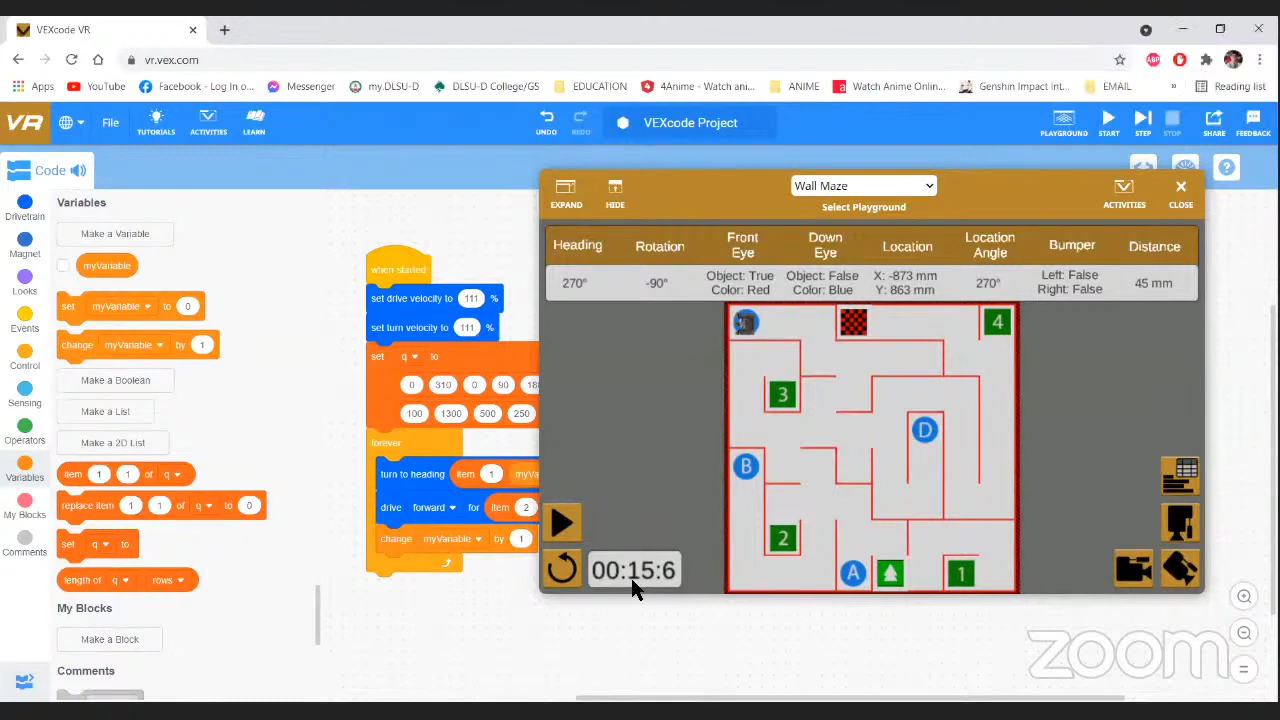 VEXcode VR
vr.vex.com
ABP
Apps
YouTube
Facebook - Log In o...
Messenger
my.DLSU-D
DLSU-D College/GS
EDUCATION
4Anime - Watch ani...
ANIME
Watch Anime Onlin...
Genshin Impact Int...
EMAIL
»
Reading list
VR
File
TUTORIALS
ACTIVITIES
LEARN
UNDO
REDO
VEXcode Project
PLAYGROUND
START
STEP
STOP
SHARE
FEEDBACK
Code
Drivetrain
Magnet
Looks
Events
Control
Sensing
Operators
Variables
My Blocks
Comments
Variables
Make a Variable
myVariable
set myVariable to 0
change myVariable by 1
Make a Boolean
Make a List
Make a 2D List
item 1 1 of q
replace item 1 1 of q to 0
set q to
length of q rows
My Blocks
Make a Block
Comments
when started
set drive velocity to 111 %
set turn velocity to 111 %
set q to
0 310 0 90
100 1300 500 250
forever
turn to heading item 1
drive forward for item 2
change myVariable by 1
EXPAND
HIDE
Wall Maze
Select Playground
ACTIVITIES
CLOSE
Heading
Rotation
Front Eye
Down Eye
Location
Location Angle
Bumper
Distance
270°
-90°
Object: True
Color: Red
Object: False
Color: Blue
X: -873 mm
Y: 863 mm
270°
Left: False
Right: False
45 mm
4
3
D
B
2
A
1
00:15:6
zoom